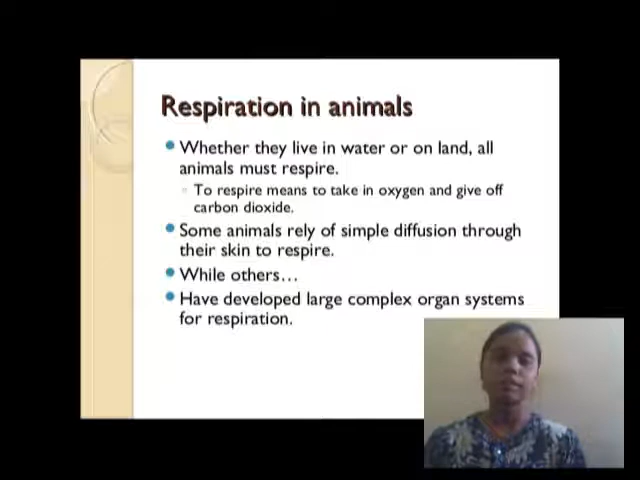 Respiration in animals
Whether they live in water or on land, all
animals must respire.
To respire means to take in oxygen and give off
carbon dioxide.
Some animals rely of simple diffusion through
their skin to respire.
While others…
Have developed large complex organ systems
for respiration.